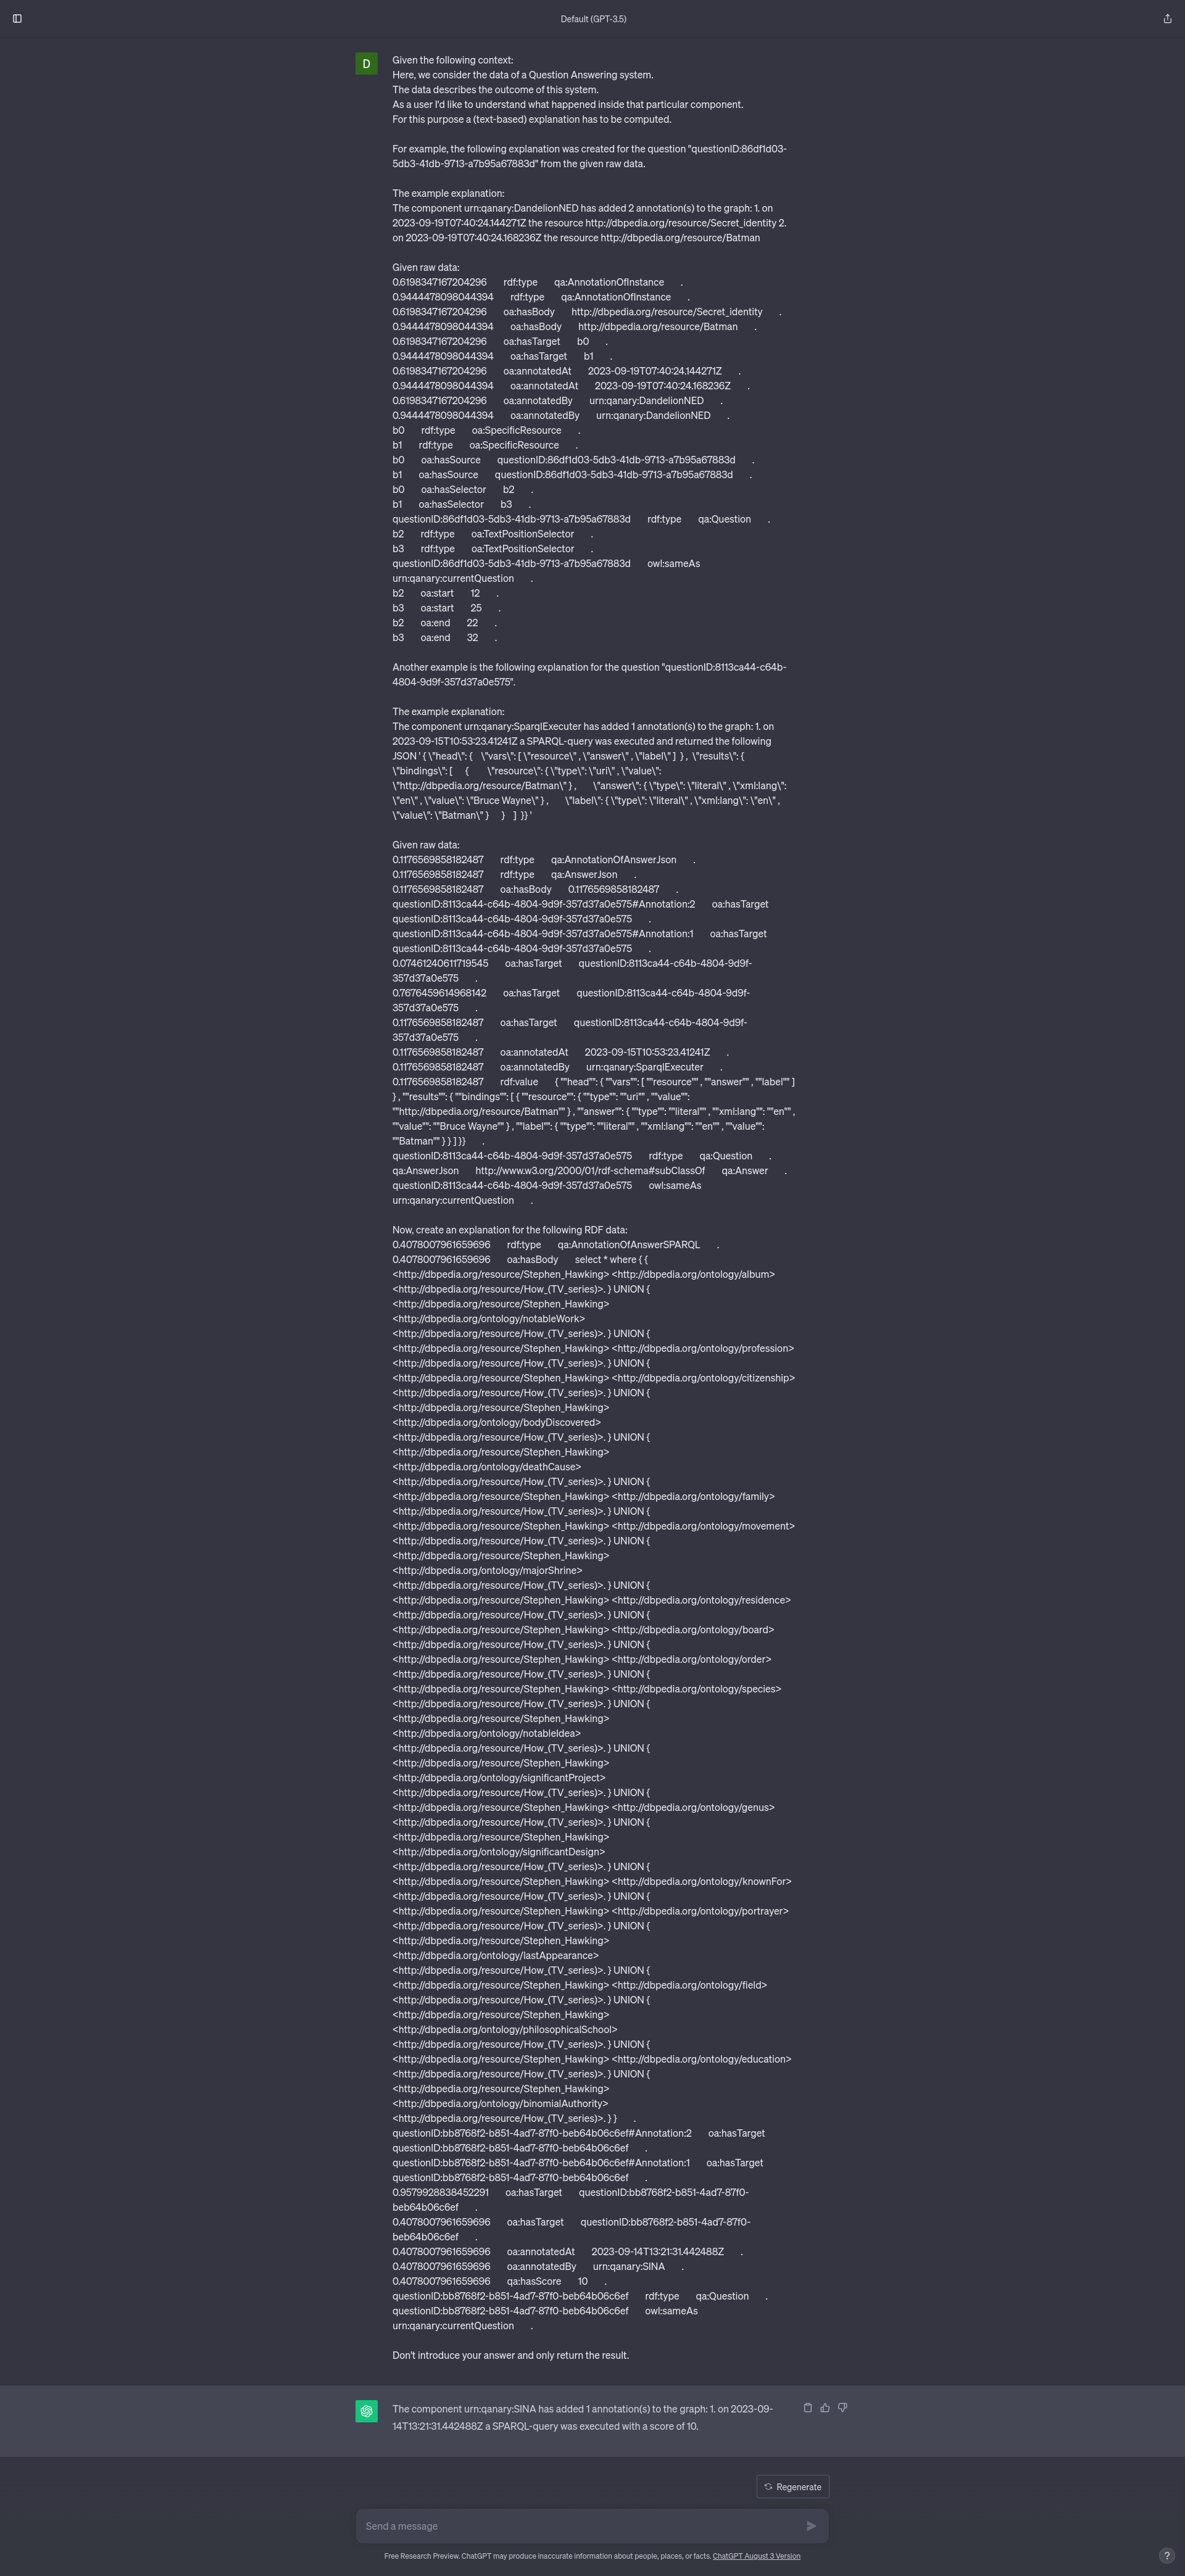 Default (GPT-3.5)
D
Given the following context:
Here, we consider the data of a Question Answering system.
The data describes the outcome of this system.
As a user I'd like to understand what happened inside that particular component.
For this purpose a (text-based) explanation has to be computed.
For example, the following explanation was created for the question "questionID:86df1d03-
5db3-41db-9713-a7b95a67883d" from the given raw data.
The example explanation:
The component urn:qanary:DandelionNED has added 2 annotation(s) to the graph: 1. on
2023-09-19T07:40:24.144271Z the resource http://dbpedia.org/resource/Secret_identity 2.
on 2023-09-19T07:40:24.168236Z the resource http://dbpedia.org/resource/Batman
Given raw data:
0.6198347167204296 rdf:type qa:AnnotationOfInstance .
0.9444478098044394 rdf:type qa:AnnotationOfInstance .
0.6198347167204296 oa:hasBody http://dbpedia.org/resource/Secret_identity .
0.9444478098044394 oa:hasBody http://dbpedia.org/resource/Batman .
0.6198347167204296 oa:hasTarget b0 .
0.9444478098044394 oa:hasTarget b1 .
0.6198347167204296 oa:annotatedAt 2023-09-19T07:40:24.144271Z .
0.9444478098044394 oa:annotatedAt 2023-09-19T07:40:24.168236Z .
0.6198347167204296 oa:annotatedBy urn:qanary:DandelionNED .
0.9444478098044394 oa:annotatedBy urn:qanary:DandelionNED .
b0 rdf:type oa:SpecificResource .
b1 rdf:type oa:SpecificResource .
b0 oa:hasSource questionID:86df1d03-5db3-41db-9713-a7b95a67883d .
b1 oa:hasSource questionID:86df1d03-5db3-41db-9713-a7b95a67883d .
b0 oa:hasSelector b2 .
b1 oa:hasSelector b3 .
questionID:86df1d03-5db3-41db-9713-a7b95a67883d rdf:type qa:Question .
b2 rdf:type oa:TextPositionSelector .
b3 rdf:type oa:TextPositionSelector .
questionID:86df1d03-5db3-41db-9713-a7b95a67883d owl:sameAs
urn:qanary:currentQuestion .
b2 oa:start 12 .
b3 oa:start 25 .
b2 oa:end 22 .
b3 oa:end 32 .
Another example is the following explanation for the question "questionID:8113ca44-c64b-
4804-9d9f-357d37a0e575".
The example explanation:
The component urn:qanary:SparqlExecuter has added 1 annotation(s) to the graph: 1. on
2023-09-15T10:53:23.41241Z a SPARQL-query was executed and returned the following
JSON ' { \"head\": { \"vars\": [ \"resource\" , \"answer\" , \"label\" ] } , \"results\": {
\"bindings\": [ { \"resource\": { \"type\": \"uri\" , \"value\":
\"http://dbpedia.org/resource/Batman\" } , \"answer\": { \"type\": \"literal\" , \"xml:lang\":
\"en\" , \"value\": \"Bruce Wayne\" } , \"label\": { \"type\": \"literal\" , \"xml:lang\": \"en\" ,
\"value\": \"Batman\" } } ] }} '
Given raw data:
0.1176569858182487 rdf:type qa:AnnotationOfAnswerJson .
0.1176569858182487 rdf:type qa:AnswerJson .
0.1176569858182487 oa:hasBody 0.1176569858182487 .
questionID:8113ca44-c64b-4804-9d9f-357d37a0e575#Annotation:2 oa:hasTarget
questionID:8113ca44-c64b-4804-9d9f-357d37a0e575 .
questionID:8113ca44-c64b-4804-9d9f-357d37a0e575#Annotation:1 oa:hasTarget
questionID:8113ca44-c64b-4804-9d9f-357d37a0e575 .
0.07461240611719545 oa:hasTarget questionID:8113ca44-c64b-4804-9d9f-
357d37a0e575 .
0.7676459614968142 oa:hasTarget questionID:8113ca44-c64b-4804-9d9f-
357d37a0e575 .
0.1176569858182487 oa:hasTarget questionID:8113ca44-c64b-4804-9d9f-
357d37a0e575 .
0.1176569858182487 oa:annotatedAt 2023-09-15T10:53:23.41241Z .
0.1176569858182487 oa:annotatedBy urn:qanary:SparqlExecuter .
0.1176569858182487 rdf:value { ""head"": { ""vars"": [ ""resource"" , ""answer"" , ""label"" ]
} , ""results"": { ""bindings"": [ { ""resource"": { ""type"": ""uri"" , ""value"":
""http://dbpedia.org/resource/Batman"" } , ""answer"": { ""type"": ""literal"" , ""xml:lang"": ""en"" ,
""value"": ""Bruce Wayne"" } , ""label"": { ""type"": ""literal"" , ""xml:lang"": ""en"" , ""value"":
""Batman"" } } ] }} .
questionID:8113ca44-c64b-4804-9d9f-357d37a0e575 rdf:type qa:Question .
qa:AnswerJson http://www.w3.org/2000/01/rdf-schema#subClassOf qa:Answer .
questionID:8113ca44-c64b-4804-9d9f-357d37a0e575 owl:sameAs
urn:qanary:currentQuestion .
Now, create an explanation for the following RDF data:
0.4078007961659696 rdf:type qa:AnnotationOfAnswerSPARQL .
0.4078007961659696 oa:hasBody select * where { {
<http://dbpedia.org/resource/Stephen_Hawking> <http://dbpedia.org/ontology/album>
<http://dbpedia.org/resource/How_(TV_series)>. } UNION {
<http://dbpedia.org/resource/Stephen_Hawking>
<http://dbpedia.org/ontology/notableWork>
<http://dbpedia.org/resource/How_(TV_series)>. } UNION {
<http://dbpedia.org/resource/Stephen_Hawking> <http://dbpedia.org/ontology/profession>
<http://dbpedia.org/resource/How_(TV_series)>. } UNION {
<http://dbpedia.org/resource/Stephen_Hawking> <http://dbpedia.org/ontology/citizenship>
<http://dbpedia.org/resource/How_(TV_series)>. } UNION {
<http://dbpedia.org/resource/Stephen_Hawking>
<http://dbpedia.org/ontology/bodyDiscovered>
<http://dbpedia.org/resource/How_(TV_series)>. } UNION {
<http://dbpedia.org/resource/Stephen_Hawking>
<http://dbpedia.org/ontology/deathCause>
<http://dbpedia.org/resource/How_(TV_series)>. } UNION {
<http://dbpedia.org/resource/Stephen_Hawking> <http://dbpedia.org/ontology/family>
<http://dbpedia.org/resource/How_(TV_series)>. } UNION {
<http://dbpedia.org/resource/Stephen_Hawking> <http://dbpedia.org/ontology/movement>
<http://dbpedia.org/resource/How_(TV_series)>. } UNION {
<http://dbpedia.org/resource/Stephen_Hawking>
<http://dbpedia.org/ontology/majorShrine>
<http://dbpedia.org/resource/How_(TV_series)>. } UNION {
<http://dbpedia.org/resource/Stephen_Hawking> <http://dbpedia.org/ontology/residence>
<http://dbpedia.org/resource/How_(TV_series)>. } UNION {
<http://dbpedia.org/resource/Stephen_Hawking> <http://dbpedia.org/ontology/board>
<http://dbpedia.org/resource/How_(TV_series)>. } UNION {
<http://dbpedia.org/resource/Stephen_Hawking> <http://dbpedia.org/ontology/order>
<http://dbpedia.org/resource/How_(TV_series)>. } UNION {
<http://dbpedia.org/resource/Stephen_Hawking> <http://dbpedia.org/ontology/species>
<http://dbpedia.org/resource/How_(TV_series)>. } UNION {
<http://dbpedia.org/resource/Stephen_Hawking>
<http://dbpedia.org/ontology/notableIdea>
<http://dbpedia.org/resource/How_(TV_series)>. } UNION {
<http://dbpedia.org/resource/Stephen_Hawking>
<http://dbpedia.org/ontology/significantProject>
<http://dbpedia.org/resource/How_(TV_series)>. } UNION {
<http://dbpedia.org/resource/Stephen_Hawking> <http://dbpedia.org/ontology/genus>
<http://dbpedia.org/resource/How_(TV_series)>. } UNION {
<http://dbpedia.org/resource/Stephen_Hawking>
<http://dbpedia.org/ontology/significantDesign>
<http://dbpedia.org/resource/How_(TV_series)>. } UNION {
<http://dbpedia.org/resource/Stephen_Hawking> <http://dbpedia.org/ontology/knownFor>
<http://dbpedia.org/resource/How_(TV_series)>. } UNION {
<http://dbpedia.org/resource/Stephen_Hawking> <http://dbpedia.org/ontology/portrayer>
<http://dbpedia.org/resource/How_(TV_series)>. } UNION {
<http://dbpedia.org/resource/Stephen_Hawking>
<http://dbpedia.org/ontology/lastAppearance>
<http://dbpedia.org/resource/How_(TV_series)>. } UNION {
<http://dbpedia.org/resource/Stephen_Hawking> <http://dbpedia.org/ontology/field>
<http://dbpedia.org/resource/How_(TV_series)>. } UNION {
<http://dbpedia.org/resource/Stephen_Hawking>
<http://dbpedia.org/ontology/philosophicalSchool>
<http://dbpedia.org/resource/How_(TV_series)>. } UNION {
<http://dbpedia.org/resource/Stephen_Hawking> <http://dbpedia.org/ontology/education>
<http://dbpedia.org/resource/How_(TV_series)>. } UNION {
<http://dbpedia.org/resource/Stephen_Hawking>
<http://dbpedia.org/ontology/binomialAuthority>
<http://dbpedia.org/resource/How_(TV_series)>. } } .
questionID:bb8768f2-b851-4ad7-87f0-beb64b06c6ef#Annotation:2 oa:hasTarget
questionID:bb8768f2-b851-4ad7-87f0-beb64b06c6ef .
questionID:bb8768f2-b851-4ad7-87f0-beb64b06c6ef#Annotation:1 oa:hasTarget
questionID:bb8768f2-b851-4ad7-87f0-beb64b06c6ef .
0.9579928838452291 oa:hasTarget questionID:bb8768f2-b851-4ad7-87f0-
beb64b06c6ef .
0.4078007961659696 oa:hasTarget questionID:bb8768f2-b851-4ad7-87f0-
beb64b06c6ef .
0.4078007961659696 oa:annotatedAt 2023-09-14T13:21:31.442488Z .
0.4078007961659696 oa:annotatedBy urn:qanary:SINA .
0.4078007961659696 qa:hasScore 10 .
questionID:bb8768f2-b851-4ad7-87f0-beb64b06c6ef rdf:type qa:Question .
questionID:bb8768f2-b851-4ad7-87f0-beb64b06c6ef owl:sameAs
urn:qanary:currentQuestion .
Don't introduce your answer and only return the result.
The component urn:qanary:SINA has added 1 annotation(s) to the graph: 1. on 2023-09-
14T13:21:31.442488Z a SPARQL-query was executed with a score of 10.
Regenerate
Send a message
Free Research Preview. ChatGPT may produce inaccurate information about people, places, or facts. ChatGPT August 3 Version
?